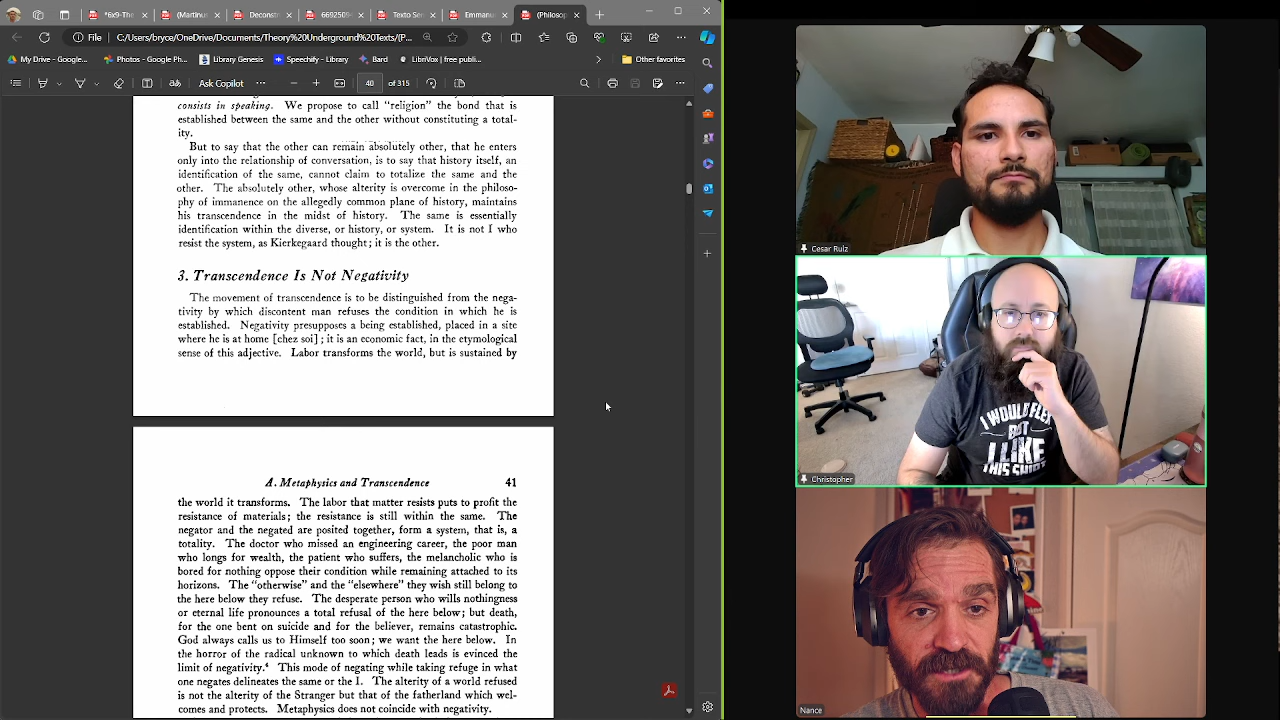 *6x9-The
(Martinus
Deconstr
6692509
Texto Se
Emmanu
(Philosop
File
C:/Users/bryce/OneDrive/Documents/Theory%20Underground%20Texts/(P...
My Drive - Google...
Photos - Google Ph...
Library Genesis
Speechify - Library
Bard
LibriVox | free publi...
Other favorites
Ask Copilot
40 of 315
consists in speaking. We propose to call "religion" the bond that is
established between the same and the other without constituting a total-
ity.
But to say that the other can remain absolutely other, that he enters
only into the relationship of conversation, is to say that history itself, an
identification of the same, cannot claim to totalize the same and the
other. The absolutely other, whose alterity is overcome in the philoso-
phy of immanence on the allegedly common plane of history, maintains
his transcendence in the midst of history. The same is essentially
identification within the diverse, or history, or system. It is not I who
resist the system, as Kierkegaard thought; it is the other.
3. Transcendence Is Not Negativity
The movement of transcendence is to be distinguished from the nega-
tivity by which discontent man refuses the condition in which he is
established. Negativity presupposes a being established, placed in a site
where he is at home [chez soi]; it is an economic fact, in the etymological
sense of this adjective. Labor transforms the world, but is sustained by
A. Metaphysics and Transcendence 41
the world it transforms. The labor that matter resists puts to profit the
resistance of materials; the resistance is still within the same. The
negator and the negated are posited together, form a system, that is, a
totality. The doctor who missed an engineering career, the poor man
who longs for wealth, the patient who suffers, the melancholic who is
bored for nothing oppose their condition while remaining attached to its
horizons. The "otherwise" and the "elsewhere" they wish still belong to
the here below they refuse. The desperate person who wills nothingness
or eternal life pronounces a total refusal of the here below; but death,
for the one bent on suicide and for the believer, remains catastrophic.
God always calls us to Himself too soon; we want the here below. In
the horror of the radical unknown to which death leads is evinced the
limit of negativity.⁴ This mode of negating while taking refuge in what
one negates delineates the same or the I. The alterity of a world refused
is not the alterity of the Stranger but that of the fatherland which wel-
comes and protects. Metaphysics does not coincide with negativity.
Cesar Ruiz
I WOULD FLEX
BUT
I LIKE
THIS SHIRT
Christopher
Nance